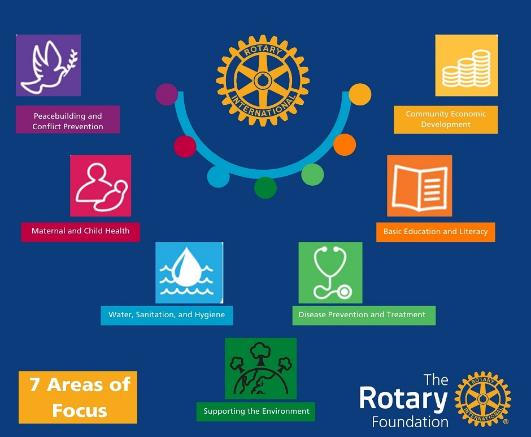 ROTARY
INTERNATIONAL
Peacebuilding and
Conflict Prevention
Community Economic
Development
Maternal and Child Health
Basic Education and Literacy
Water, Sanitation, and Hygiene
Disease Prevention and Treatment
Supporting the Environment
7 Areas of
Focus
The
Rotary
Foundation
ROTARY
INTERNATIONAL
®